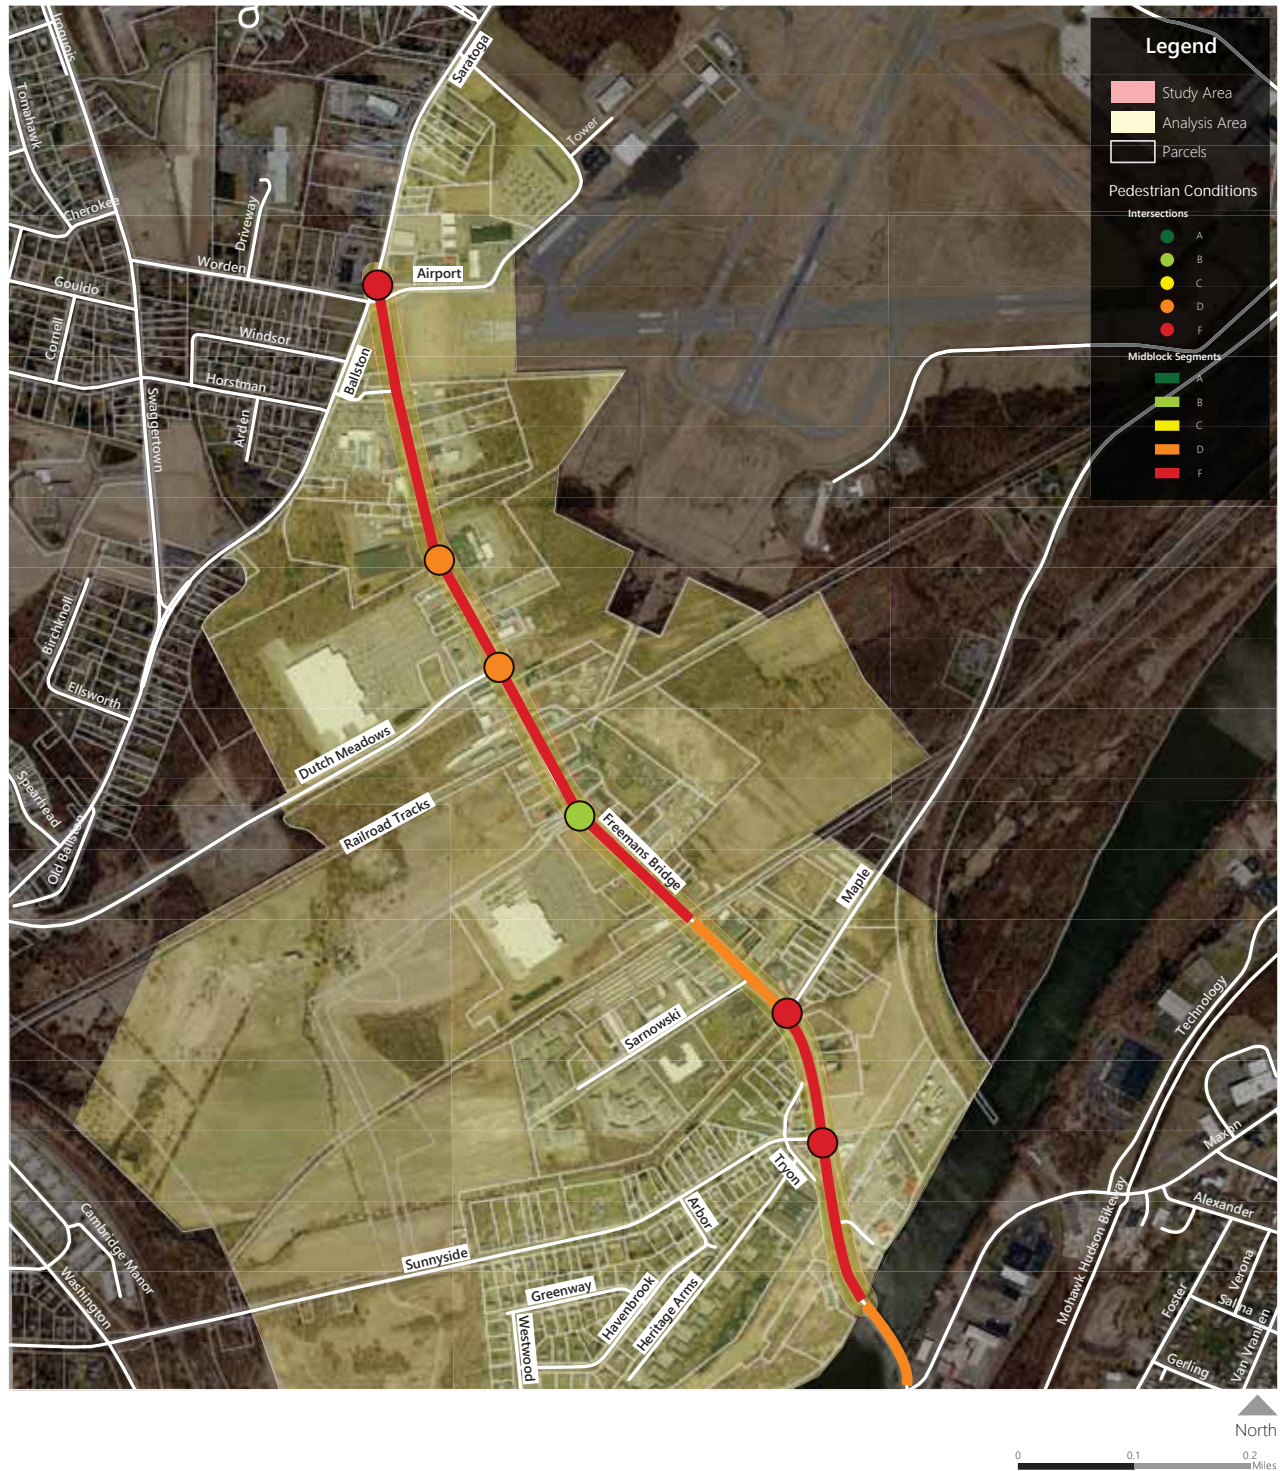 Legend
Study Area
Analysis Area
Parcels
Pedestrian Conditions
Intersections
A
B
C
D
F
Midblock Segments
A
B
C
D
F
Iroquois
Tomahawk
Cherokee
Driveway
Worden
Gouldo
Cornell
Windsor
Horstman
Arden
Swaggertown
Saratoga
Tower
Airport
Ballston
Birchknoll
Ellsworth
Spearhead
Old Ballston
Dutch Meadows
Railroad Tracks
Freemans Bridge
Maple
Sarnowski
Tryon
Arbor
Sunnyside
Greenway
Westwood
Havenbrook
Heritage Arms
Cambridge Manor
Washington
Technology
Maxon
Mohawk Hudson Bikeway
Alexander
Foster
Verona
Salina
Van Vranken
Gerling
North
0
0.1
0.2
Miles